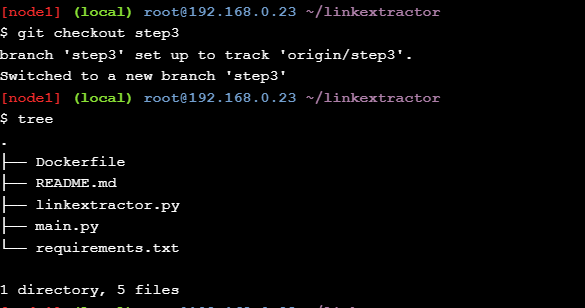 [node1] (local) root@192.168.0.23 ~/linkextractor
$ git checkout step3
branch 'step3' set up to track 'origin/step3'.
Switched to a new branch 'step3'
[node1] (local) root@192.168.0.23 ~/linkextractor
$ tree
.
├── Dockerfile
├── README.md
├── linkextractor.py
├── main.py
└── requirements.txt

1 directory, 5 files